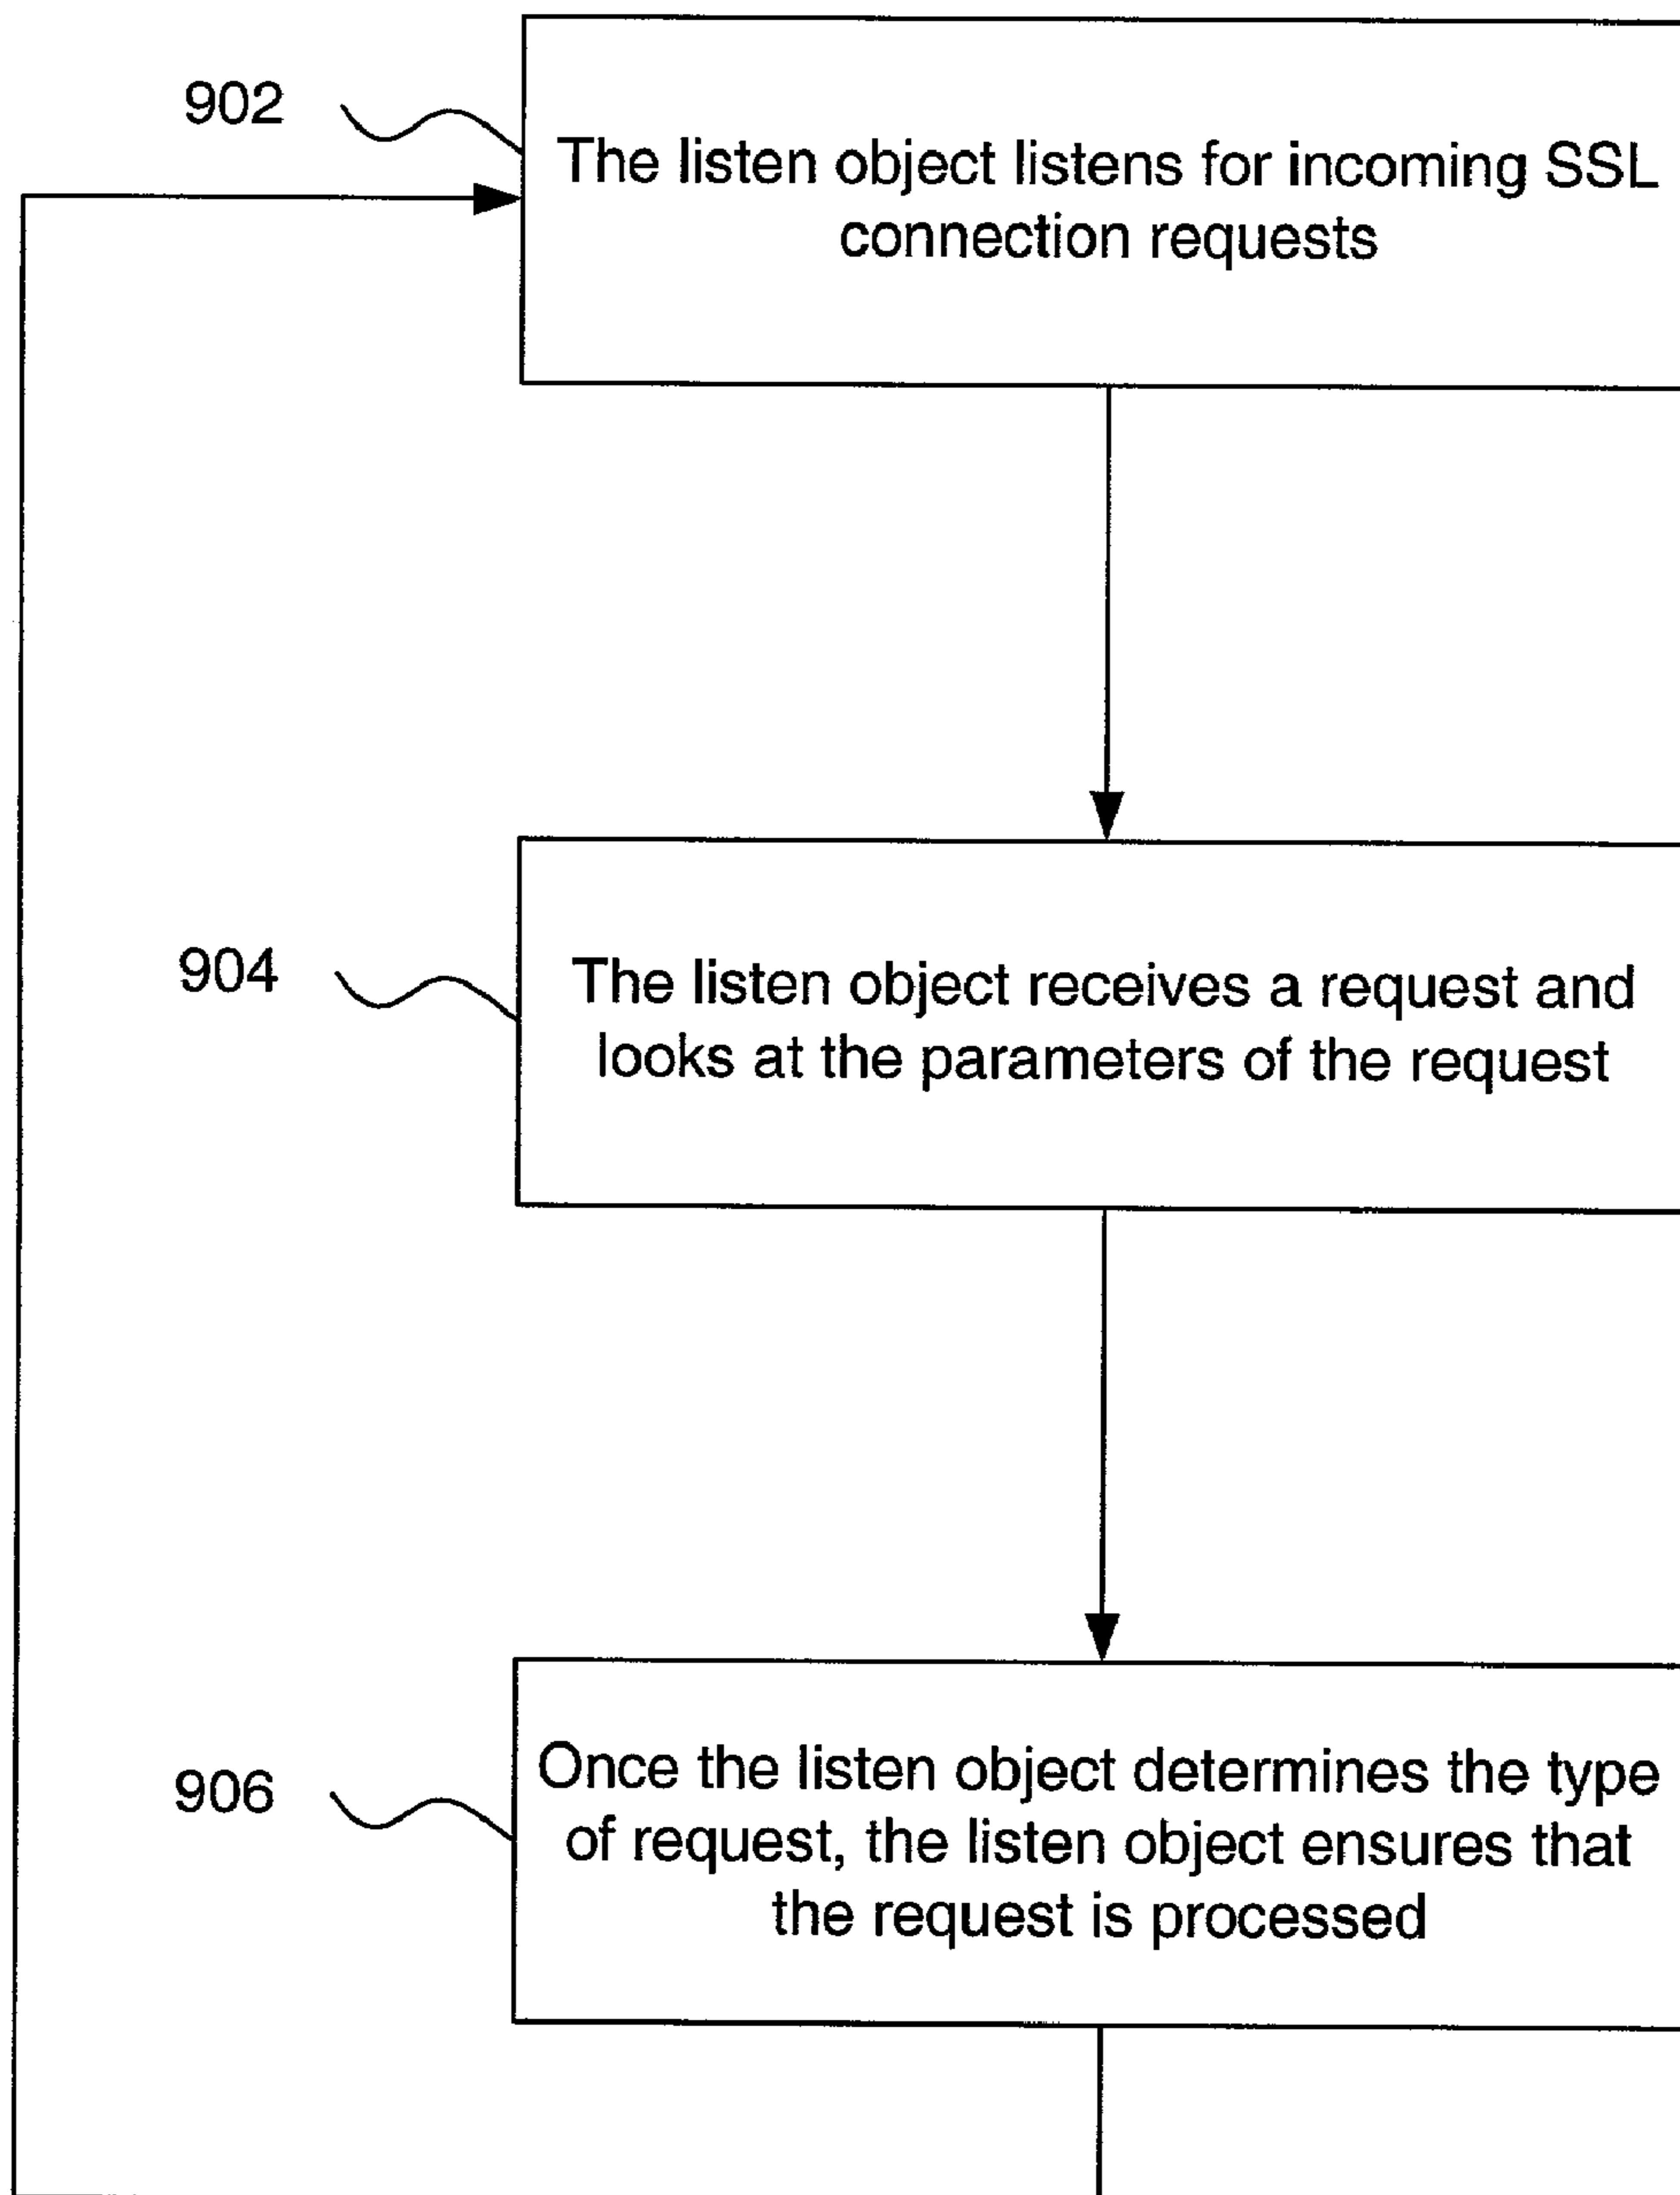 902
The listen object listens for incoming SSL
connection requests
904
The listen object receives a request and
looks at the parameters of the request
906
Once the listen object determines the type
of request, the listen object ensures that
the request is processed